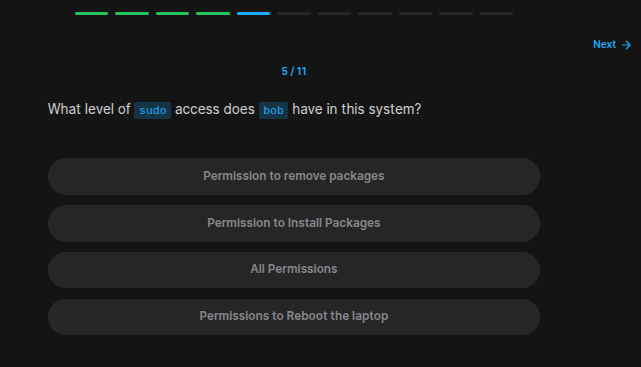 Next →
5 / 11
What level of sudo access does bob have in this system?
Permission to remove packages
Permission to Install Packages
All Permissions
Permissions to Reboot the laptop